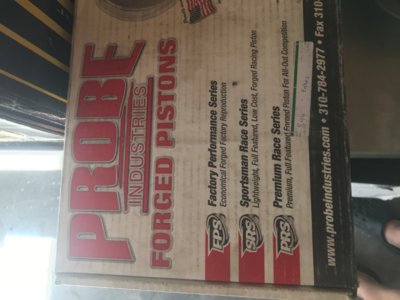 PROBE
INDUSTRIES
FORGED PISTONS
FPS
Factory Performance Series
Economical Forged Factory Reproduction
SRS
Sportsman Race Series
Lightweight, Full Featured, Low Cost, Forged Racing Piston
PRS
Premium Race Series
Premium, Full-Featured Forged Piston For All-Out Competition
www.probeindustries.com • 310-784-2977 • Fax 310-